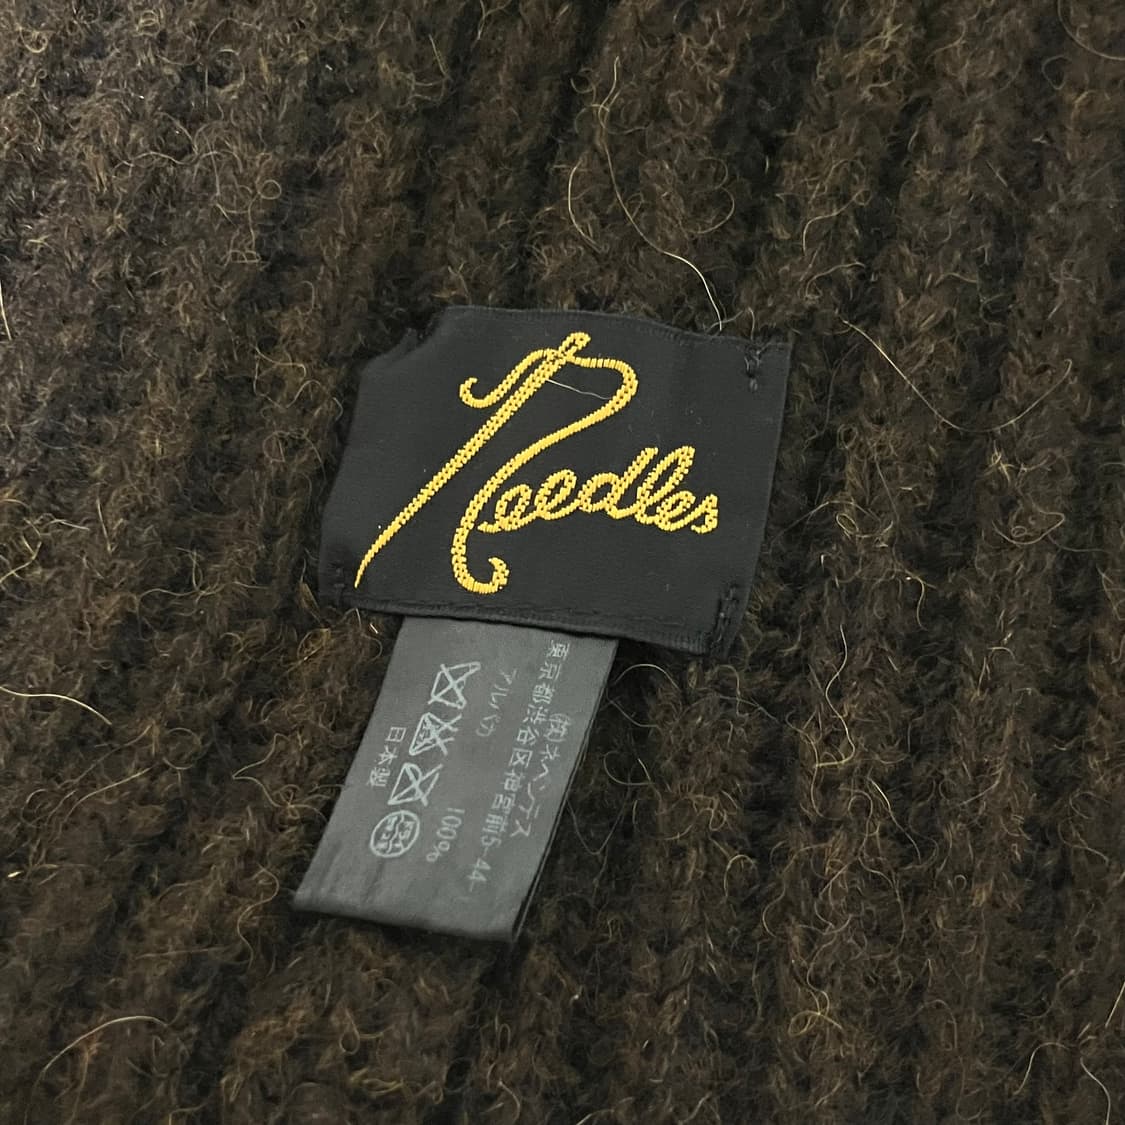 Needles
(株)ネペンテス
東京都渋谷区神宮前5-44-
アルパカ 100%
日本製